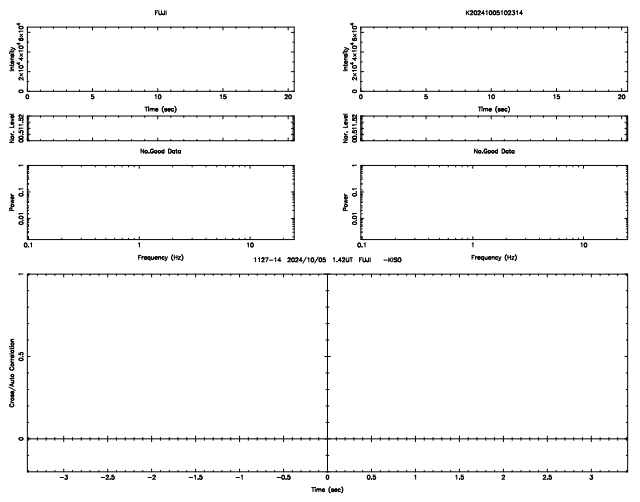 FUJI
K20241005102314
Intensity
0 2×10⁴ 4×10⁴ 6×10⁴
0 5 10 15 20
Time (sec)
Intensity
0 2×10⁴ 4×10⁴ 6×10⁴
0 5 10 15 20
Time (sec)
Nor. Level
00.511.52
Nor. Level
00.511.52
No.Good Data
No.Good Data
Power
0.01 0.1 1
0.1 1 10
Frequency (Hz)
Power
0.01 0.1 1
0.1 1 10
Frequency (Hz)
1127-14 2024/10/05 1.42UT FUJI -KISO
Cross/Auto Correlation
0 0.5 1
-3 -2.5 -2 -1.5 -1 -0.5 0 0.5 1 1.5 2 2.5 3
Time (sec)